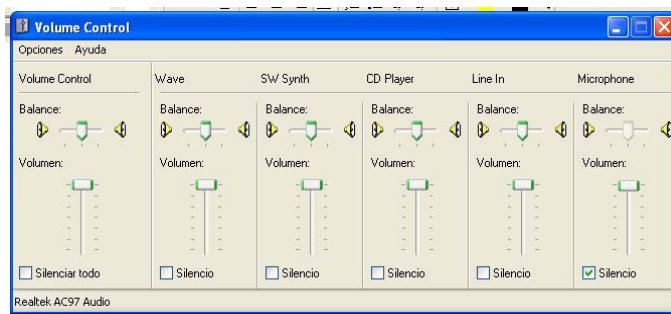 Volume Control
Opciones Ayuda
Volume Control Wave SW Synth CD Player Line In Microphone
Balance: Balance: Balance: Balance: Balance: Balance:
Volumen: Volumen: Volumen: Volumen: Volumen: Volumen:
Silenciar todo Silencio Silencio Silencio Silencio Silencio
Realtek AC97 Audio